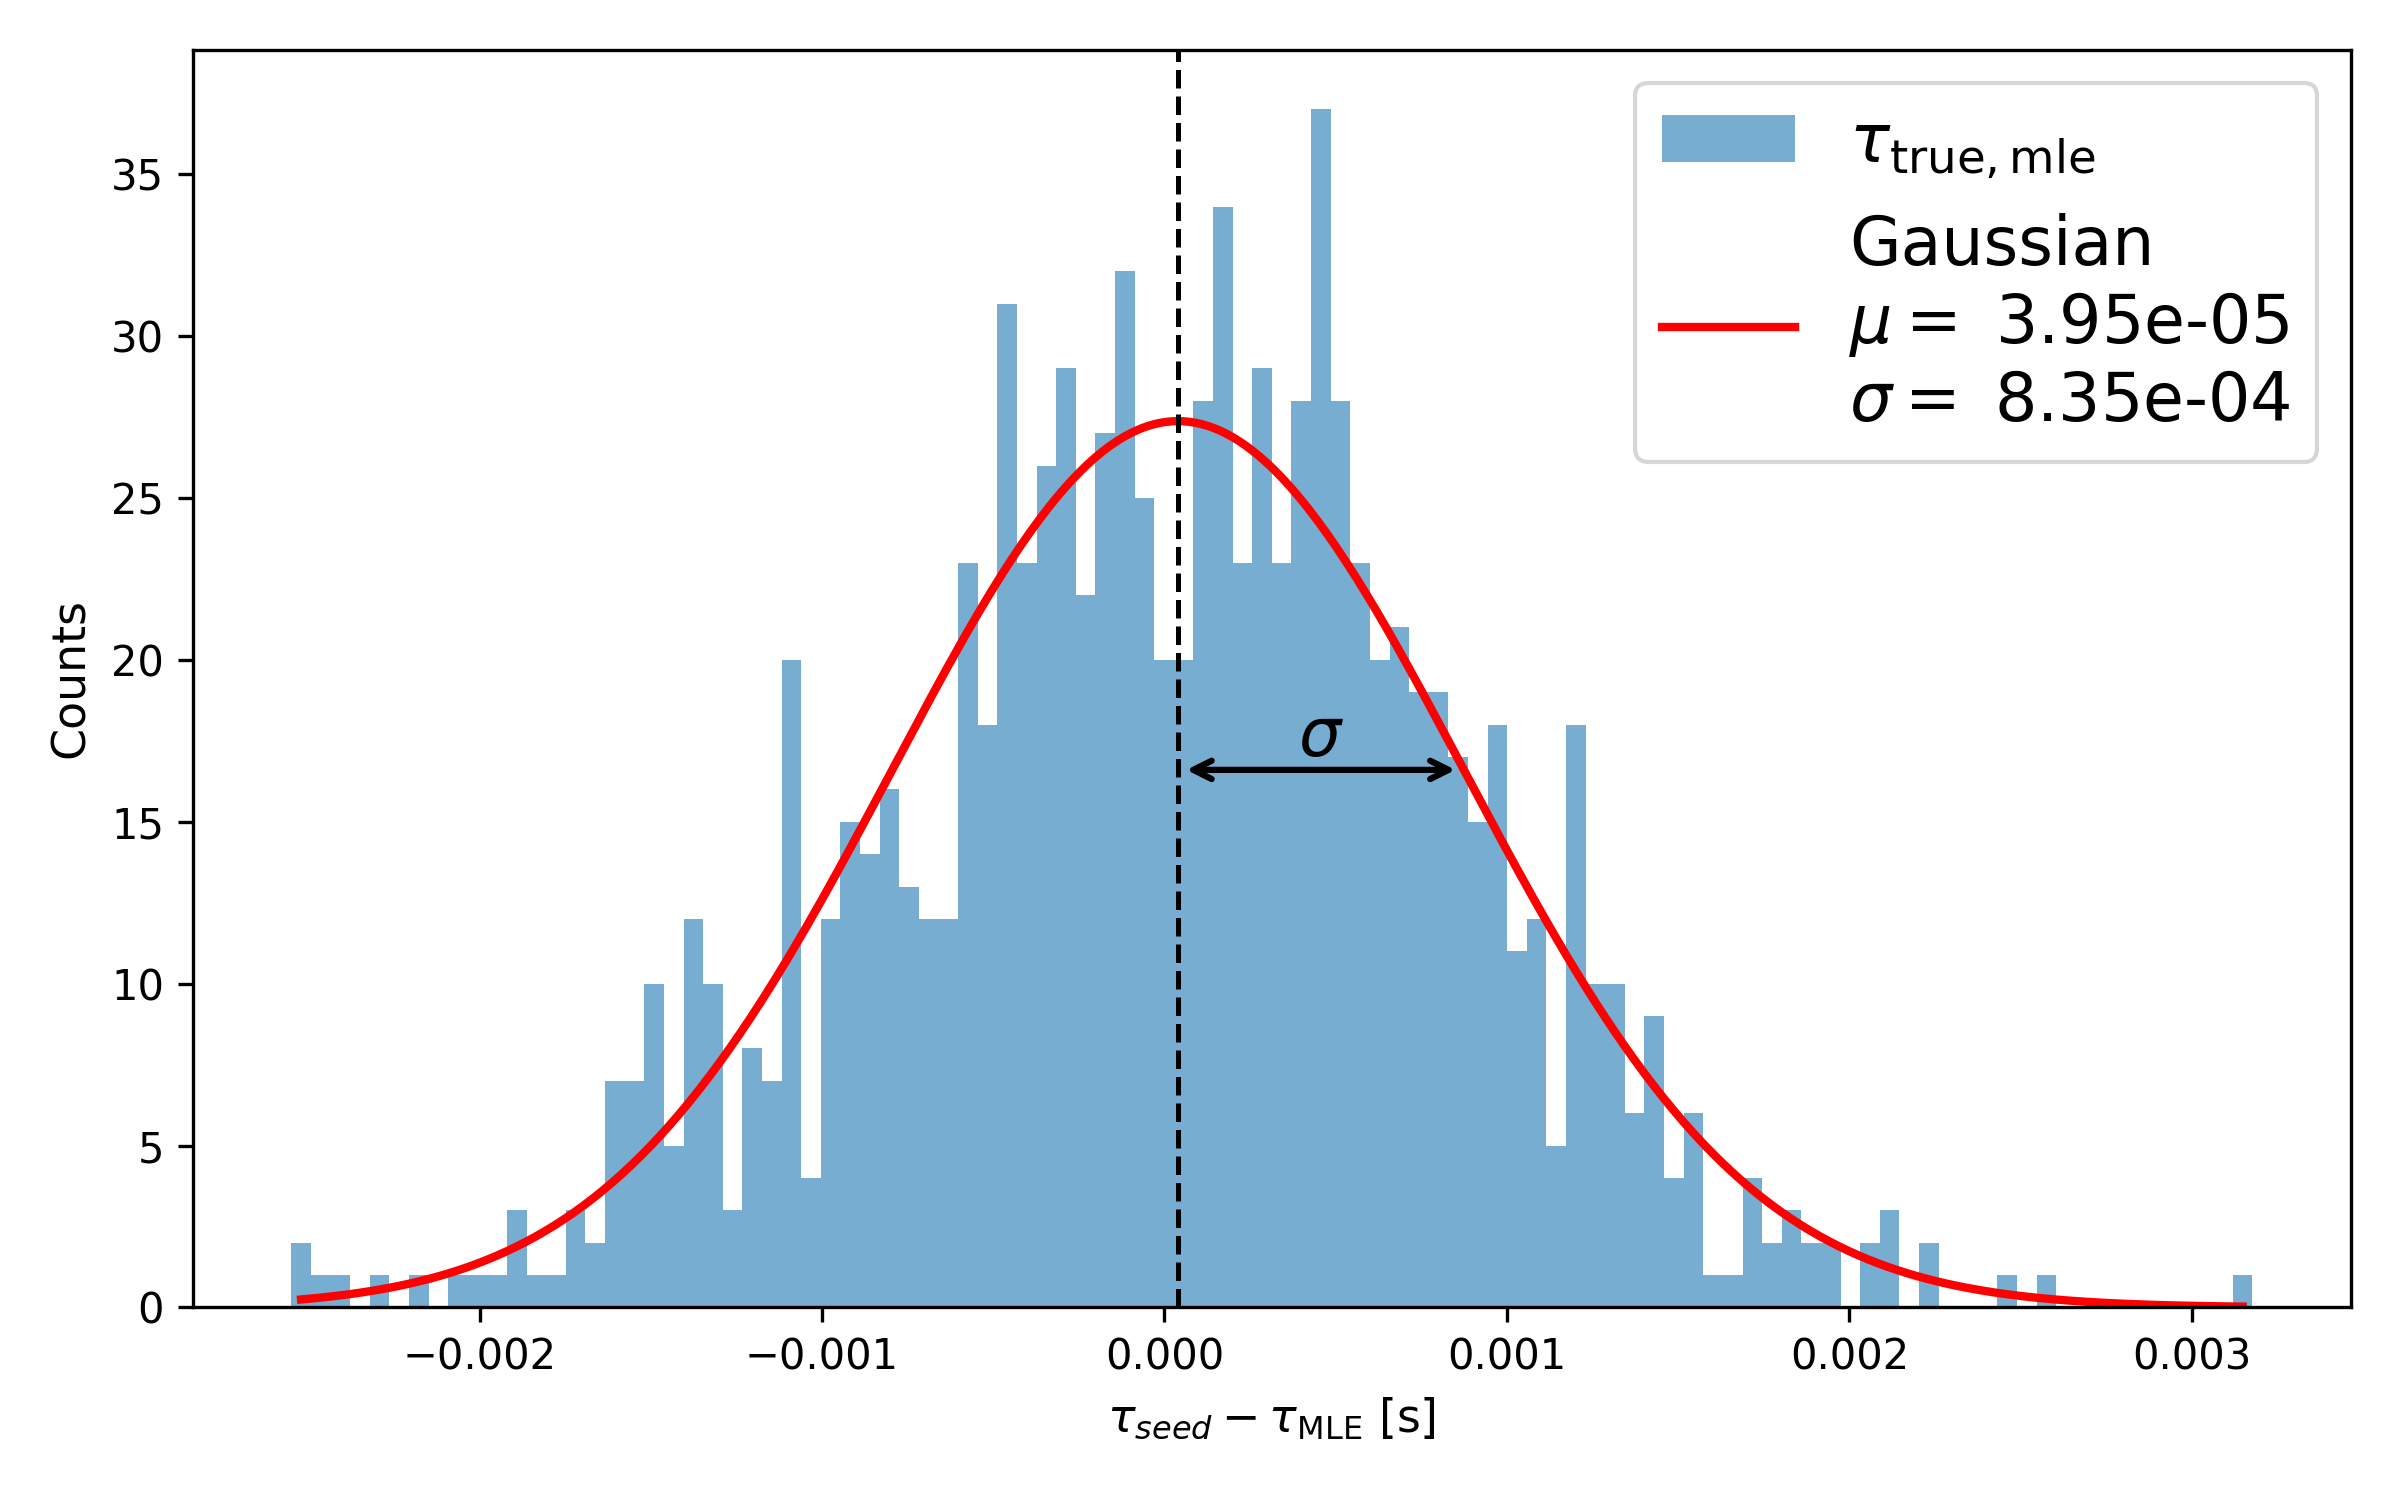 τtrue, mle
Gaussian
μ = 3.95e-05
σ = 8.35e-04
σ
Counts
35
30
25
20
15
10
5
0
−0.002 −0.001 0.000 0.001 0.002 0.003
τseed − τMLE [s]